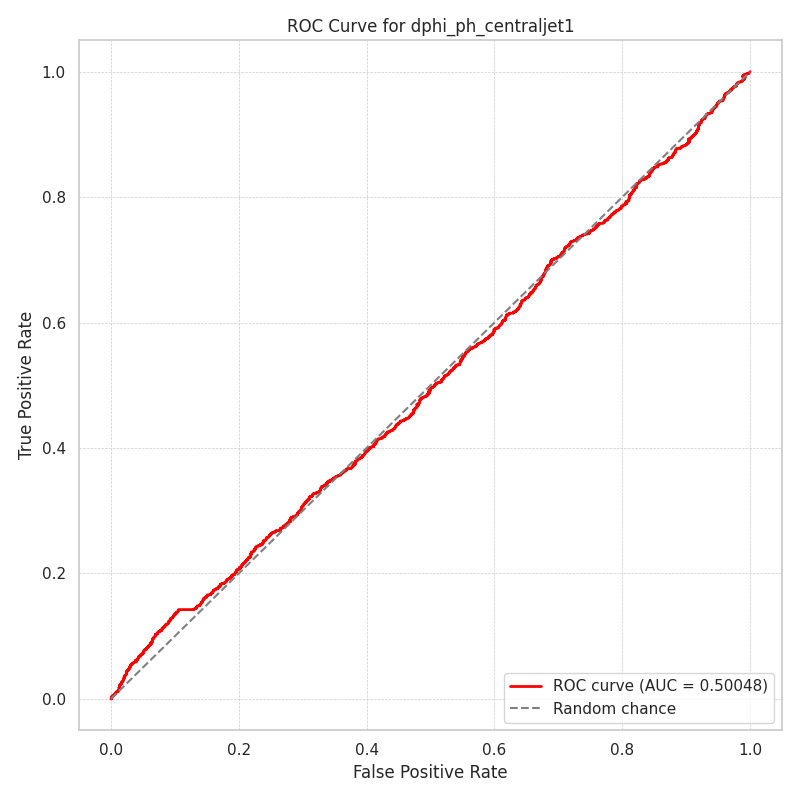 ROC Curve for dphi_ph_centraljet1
1.0
0.8
0.6
0.4
0.2
0.0
True Positive Rate
0.0 0.2 0.4 0.6 0.8 1.0
False Positive Rate
ROC curve (AUC = 0.50048)
Random chance